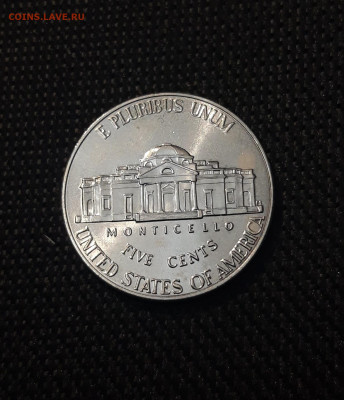 COINS.LAVE.RU
E PLURIBUS UNUM
MONTICELLO
FIVE CENTS
UNITED STATES OF AMERICA